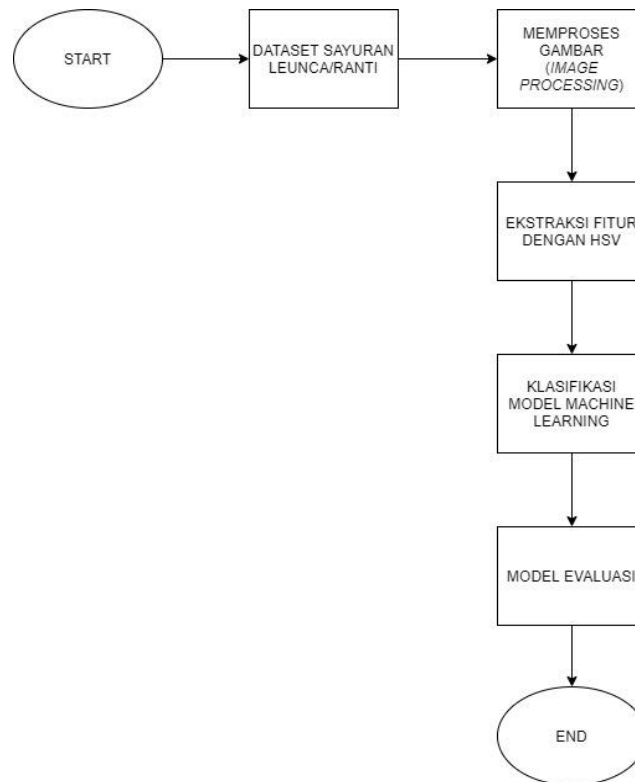 START
DATASET SAYURAN
LEUNCA/RANTI
MEMPROSES
GAMBAR
(IMAGE
PROCESSING)
EKSTRAKSI FITUR
DENGAN HSV
KLASIFIKASI
MODEL MACHINE
LEARNING
MODEL EVALUASI
END